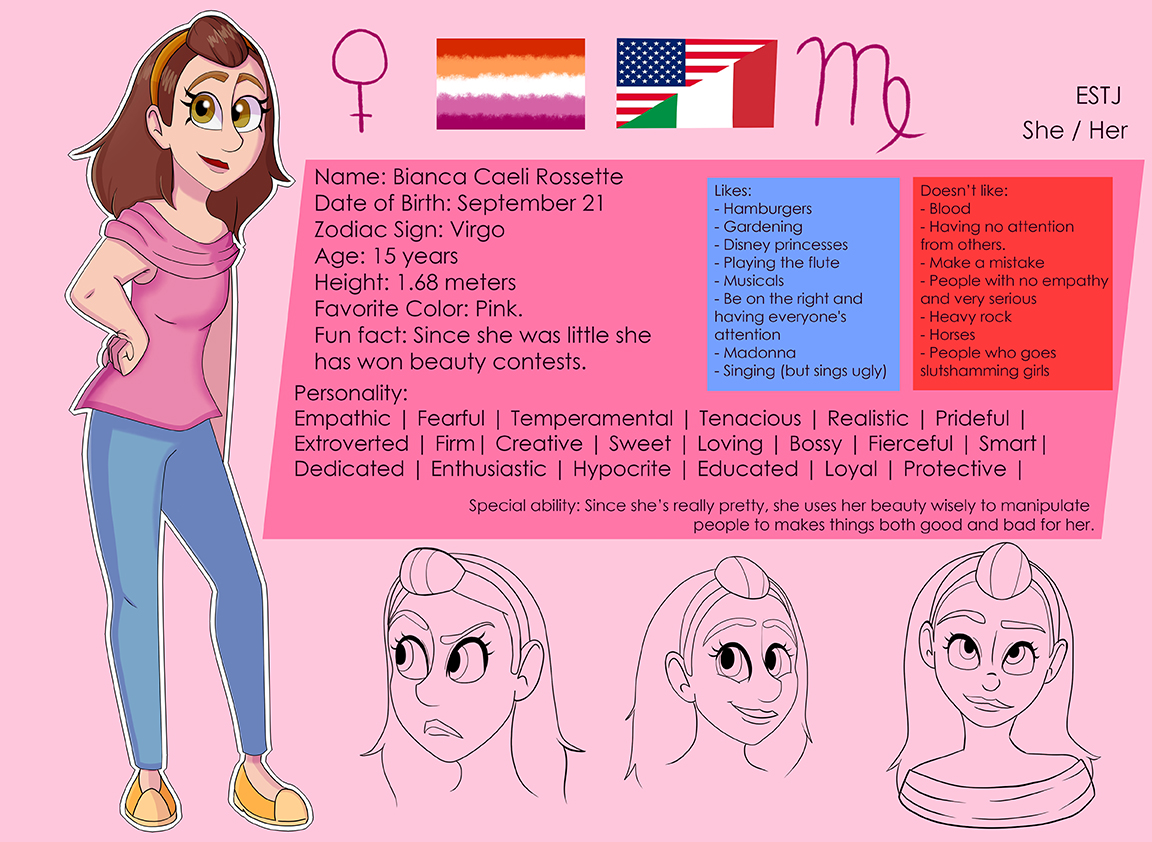 ESTJ
She / Her
Name: Bianca Caeli Rossette
Date of Birth: September 21
Zodiac Sign: Virgo
Age: 15 years
Height: 1.68 meters
Favorite Color: Pink.
Fun fact: Since she was little she
has won beauty contests.
Likes:
- Hamburgers
- Gardening
- Disney princesses
- Playing the flute
- Musicals
- Be on the right and
having everyone's
attention
- Madonna
- Singing (but sings ugly)
Doesn't like:
- Blood
- Having no attention
from others.
- Make a mistake
- People with no empathy
and very serious
- Heavy rock
- Horses
- People who goes
slutshamming girls
Personality:
Empathic | Fearful | Temperamental | Tenacious | Realistic | Prideful |
Extroverted | Firm| Creative | Sweet | Loving | Bossy | Fierceful | Smart|
Dedicated | Enthusiastic | Hypocrite | Educated | Loyal | Protective |
Special ability: Since she's really pretty, she uses her beauty wisely to manipulate
people to makes things both good and bad for her.